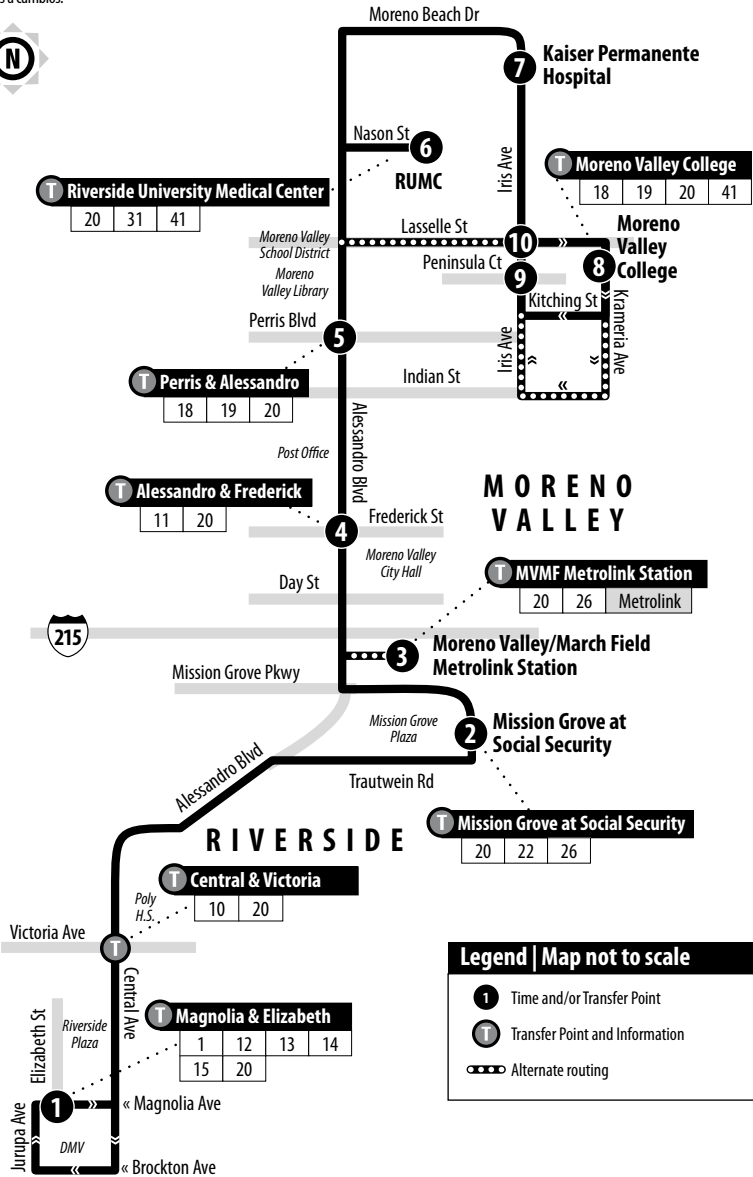 s a cambios.
N
Moreno Beach Dr
7
Kaiser Permanente
Hospital
Nason St
6
RUMC
Iris Ave
T Moreno Valley College
18 19 20 41
T Riverside University Medical Center
20 31 41
Lasselle St
Moreno Valley
School District
Moreno
Valley Library
10
Moreno
Valley
College
8
Peninsula Ct
9
Kitching St
Krameria Ave
Perris Blvd
5
Iris Ave
T Perris & Alessandro
18 19 20
Indian St
Alessandro Blvd
Post Office
T Alessandro & Frederick
11 20
MORENO
VALLEY
4
Frederick St
Moreno Valley
City Hall
T MVMF Metrolink Station
20 26 Metrolink
Day St
215
3
Moreno Valley/March Field
Metrolink Station
Mission Grove Pkwy
Mission Grove
Plaza
2
Mission Grove at
Social Security
Alessandro Blvd
Trautwein Rd
T Mission Grove at Social Security
20 22 26
RIVERSIDE
T Central & Victoria
10 20
Poly
H.S.
Victoria Ave
T
Central Ave
Elizabeth St
Riverside
Plaza
T Magnolia & Elizabeth
1 12 13 14
15 20
1
« Magnolia Ave
Jurupa Ave
DMV
« Brockton Ave
Legend | Map not to scale
1 Time and/or Transfer Point
T Transfer Point and Information
Alternate routing